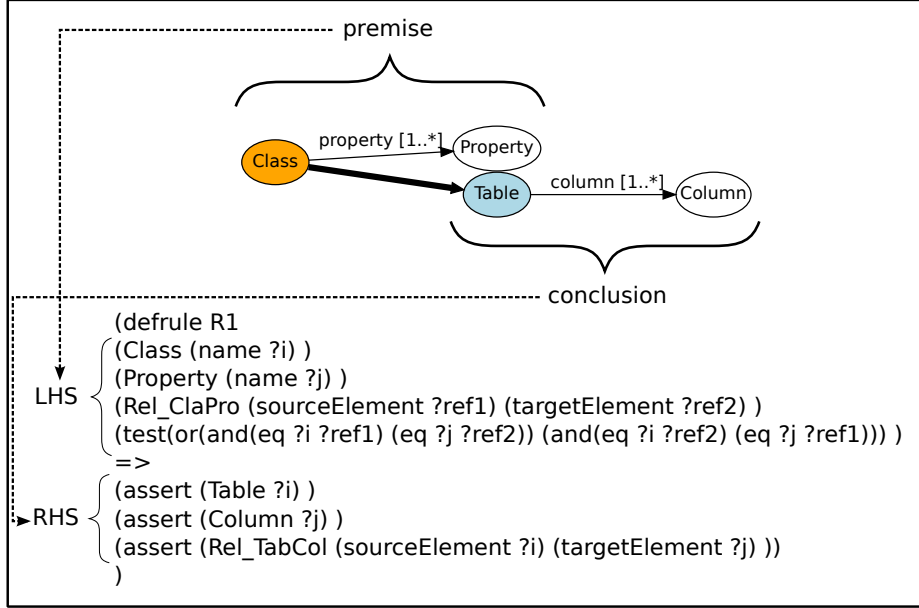 premise
property [1..*]
Class
Property
Table
column [1..*]
Column
conclusion
(defrule R1
(Class (name ?i) )
(Property (name ?j) )
LHS
(Rel_ClaPro (sourceElement ?ref1) (targetElement ?ref2) )
(test(or(and(eq ?i ?ref1) (eq ?j ?ref2)) (and(eq ?i ?ref2) (eq ?j ?ref1))) )
=>
(assert (Table ?i) )
RHS
(assert (Column ?j) )
(assert (Rel_TabCol (sourceElement ?i) (targetElement ?j) ))
)